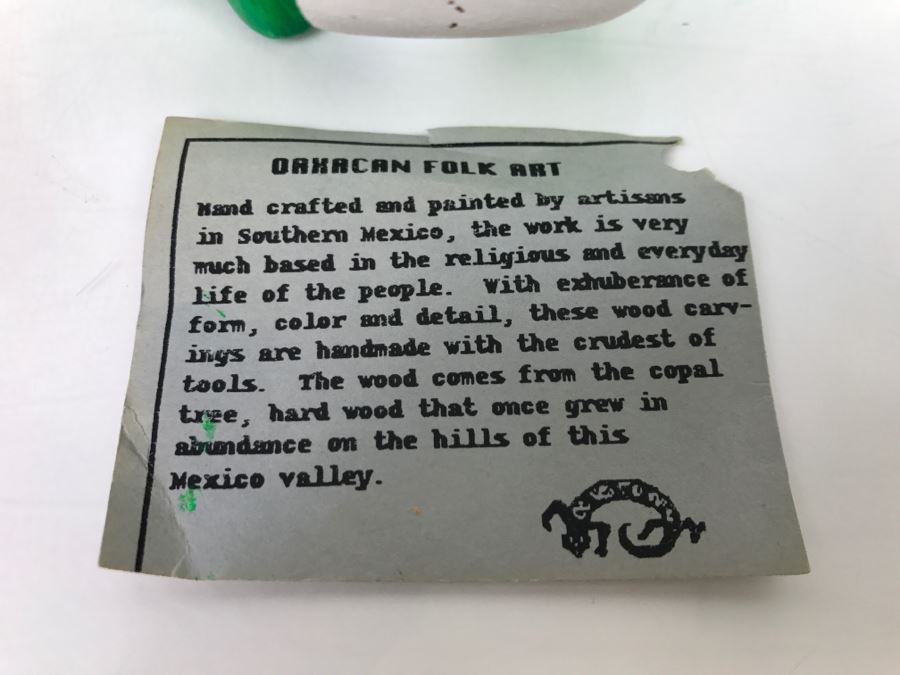 OAXACAN FOLK ART
Hand crafted and painted by artisans
in Southern Mexico, the work is very
much based in the religious and everyday
life of the people. With exhuberance of
form, color and detail, these wood carv-
ings are handmade with the crudest of
tools. The wood comes from the copal
tree, hard wood that once grew in
abundance on the hills of this
Mexico valley.